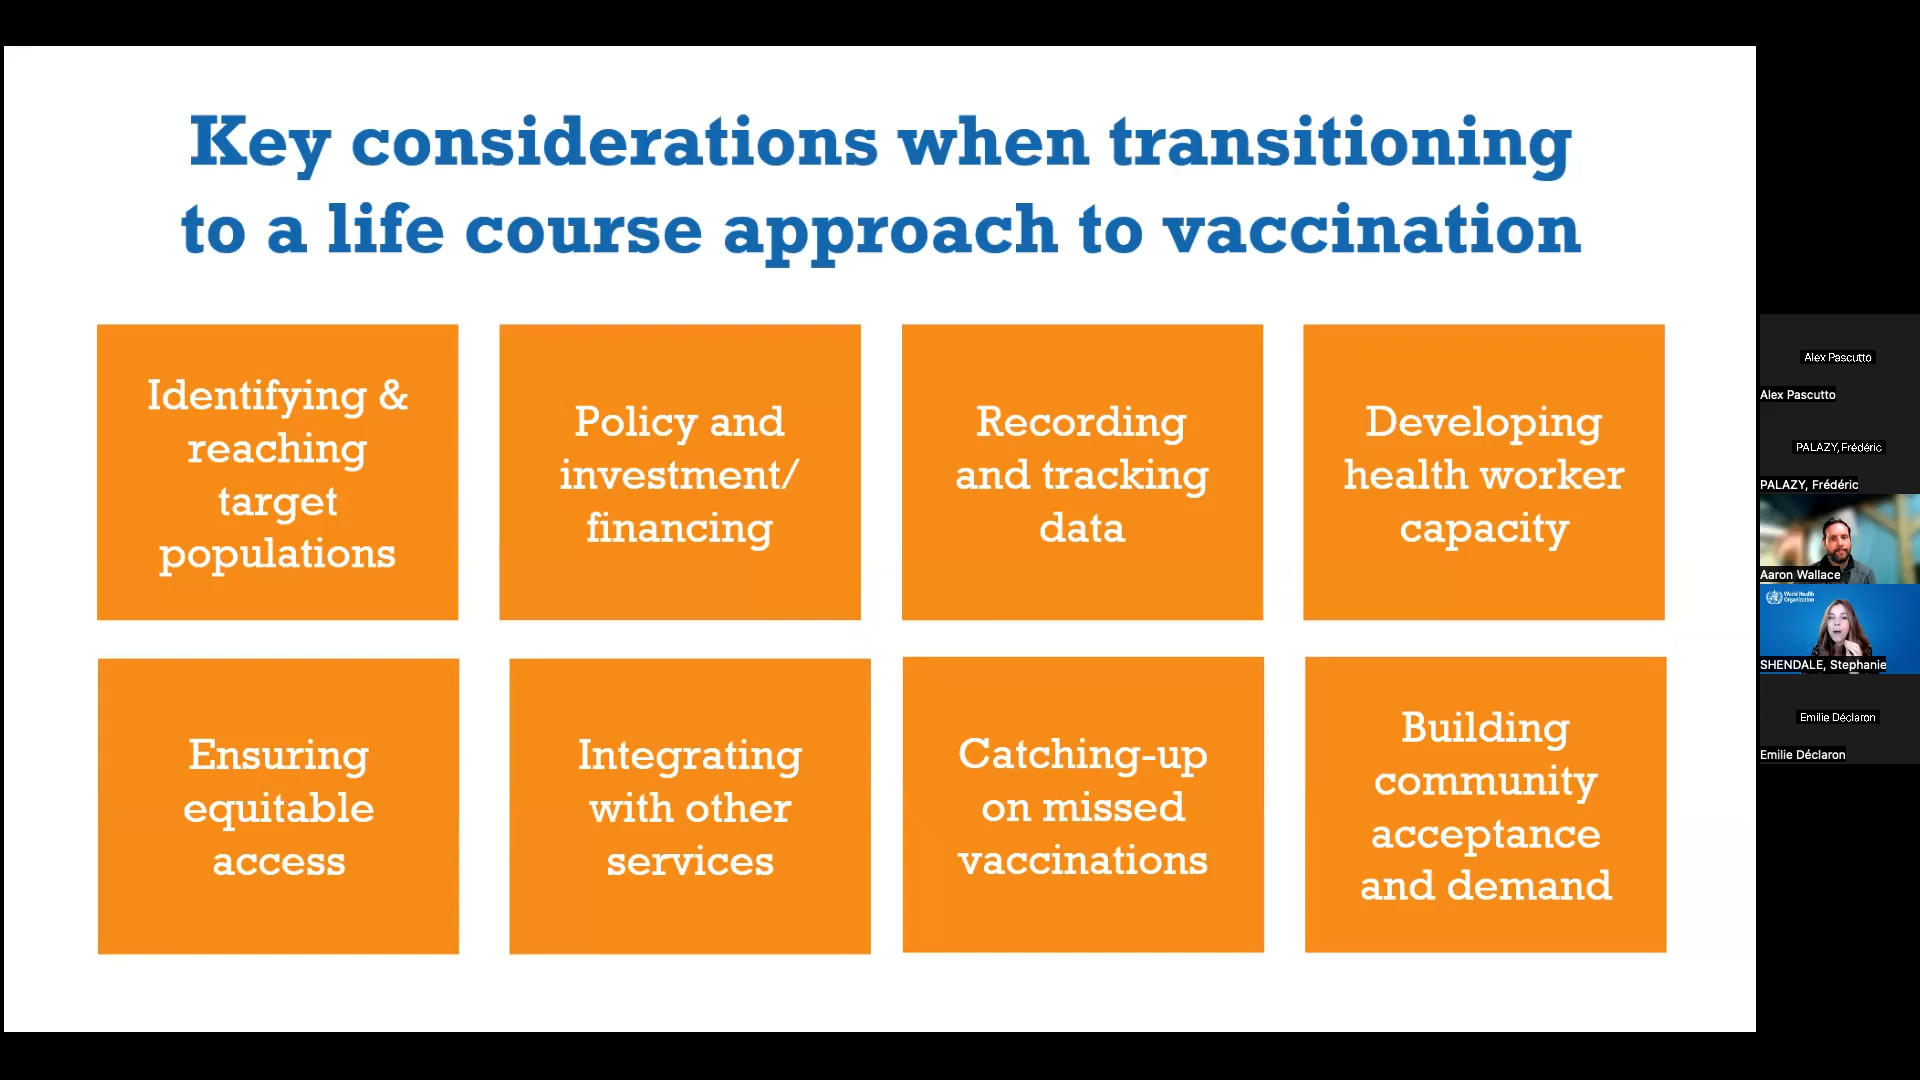 Key considerations when transitioning
to a life course approach to vaccination
Identifying &
reaching
target
populations
Policy and
investment/
financing
Recording
and tracking
data
Developing
health worker
capacity
Ensuring
equitable
access
Integrating
with other
services
Catching-up
on missed
vaccinations
Building
community
acceptance
and demand
Alex Pascutto
Alex Pascutto
PALAZY, Frédéric
PALAZY, Frédéric
Aaron Wallace
World Health
Organization
SHENDALE, Stephanie
Emilie Déclaron
Emilie Déclaron